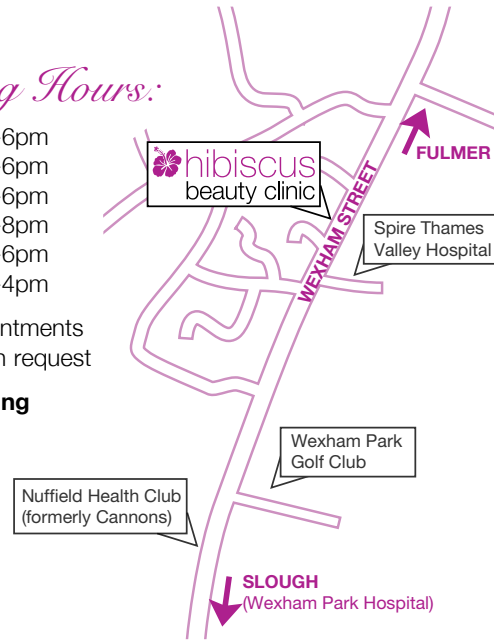 g Hours:
6pm
6pm
6pm
8pm
6pm
4pm
ntments
n request
ng
hibiscus
beauty clinic
FULMER
WEXHAM STREET
Spire Thames
Valley Hospital
Wexham Park
Golf Club
Nuffield Health Club
(formerly Cannons)
SLOUGH
(Wexham Park Hospital)